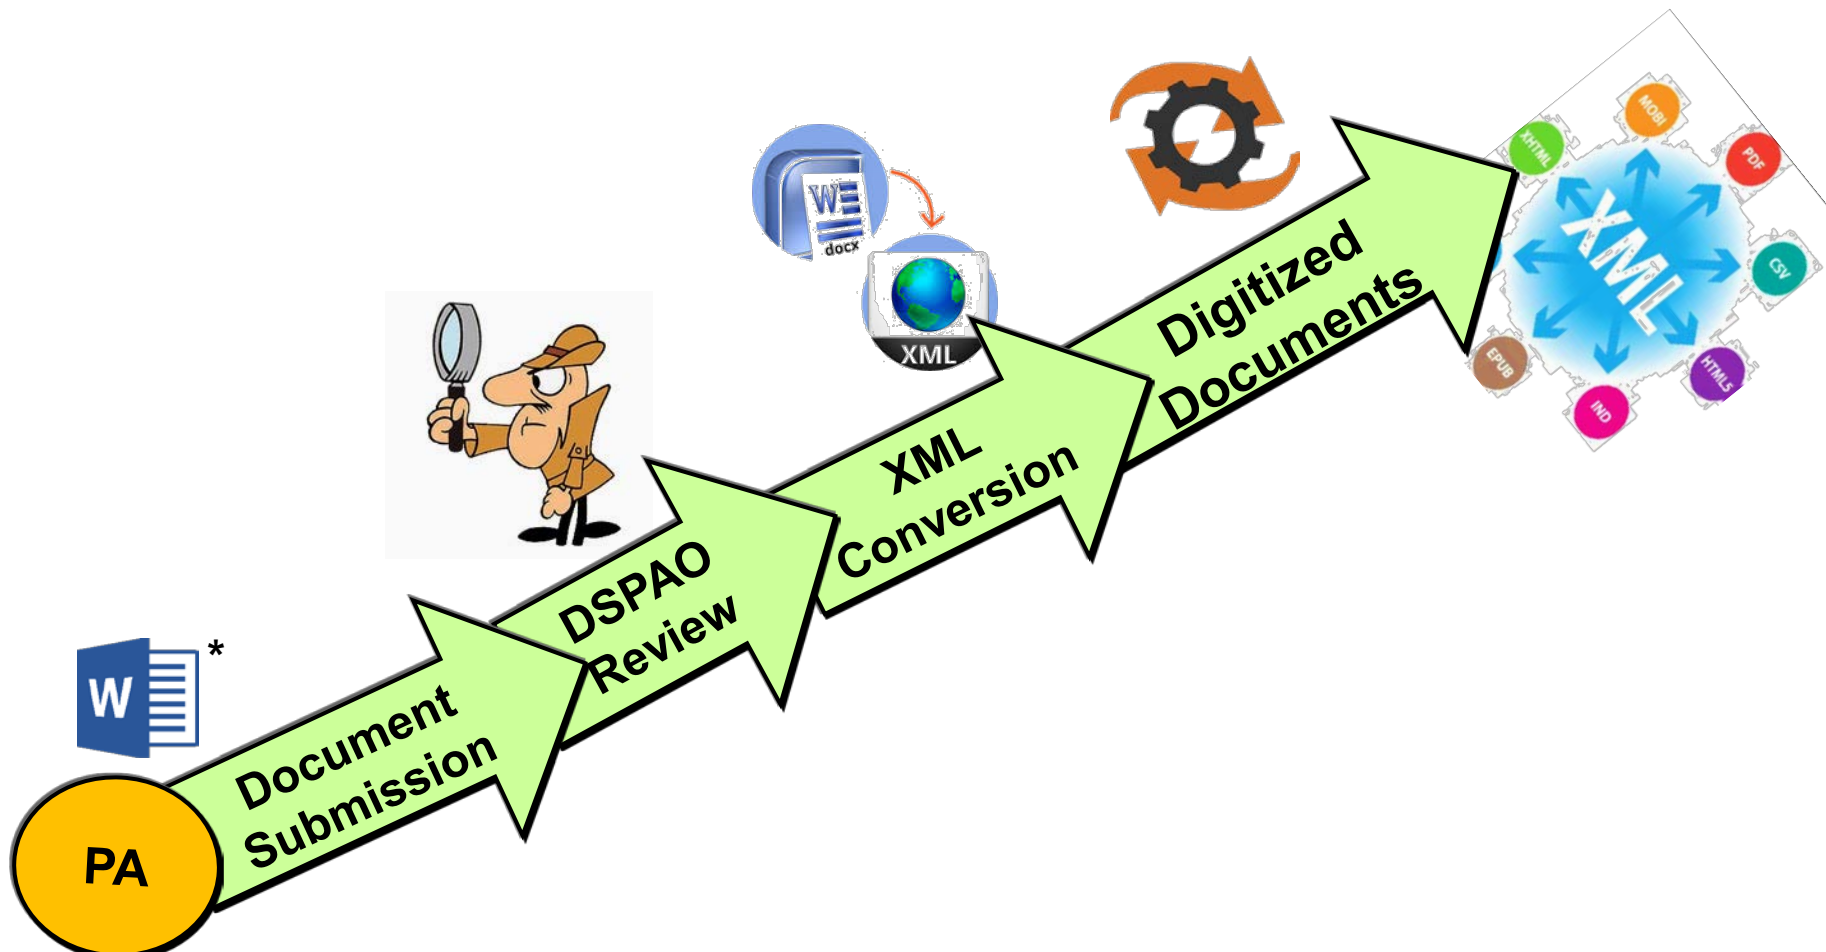 PA
W
*
Document
Submission
DSPAO
Review
W
docx
XML
XML
Conversion
Digitized
Documents
XML
XHTML
MOBI
PDF
CSV
HTML5
IND
EPUB